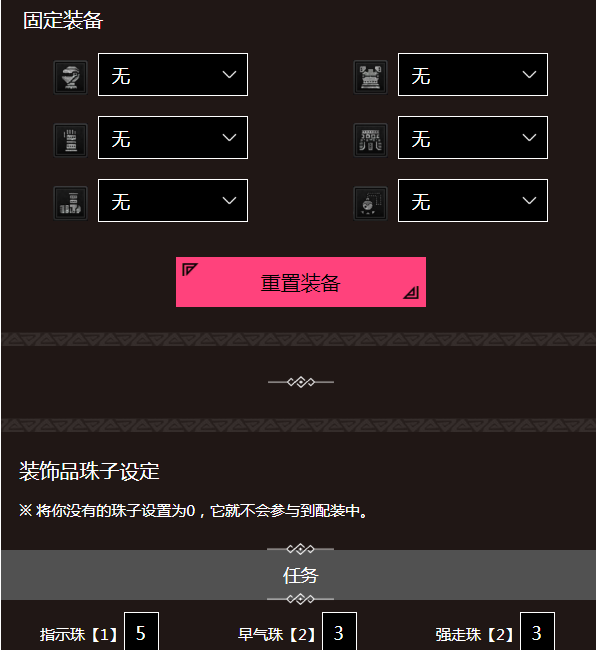 固定装备
无 无
无 无
无 无
重置装备
装饰品珠子设定
※ 将你没有的珠子设置为0，它就不会参与到配装中。
任务
指示珠【1】 5 早气珠【2】 3 强走珠【2】 3